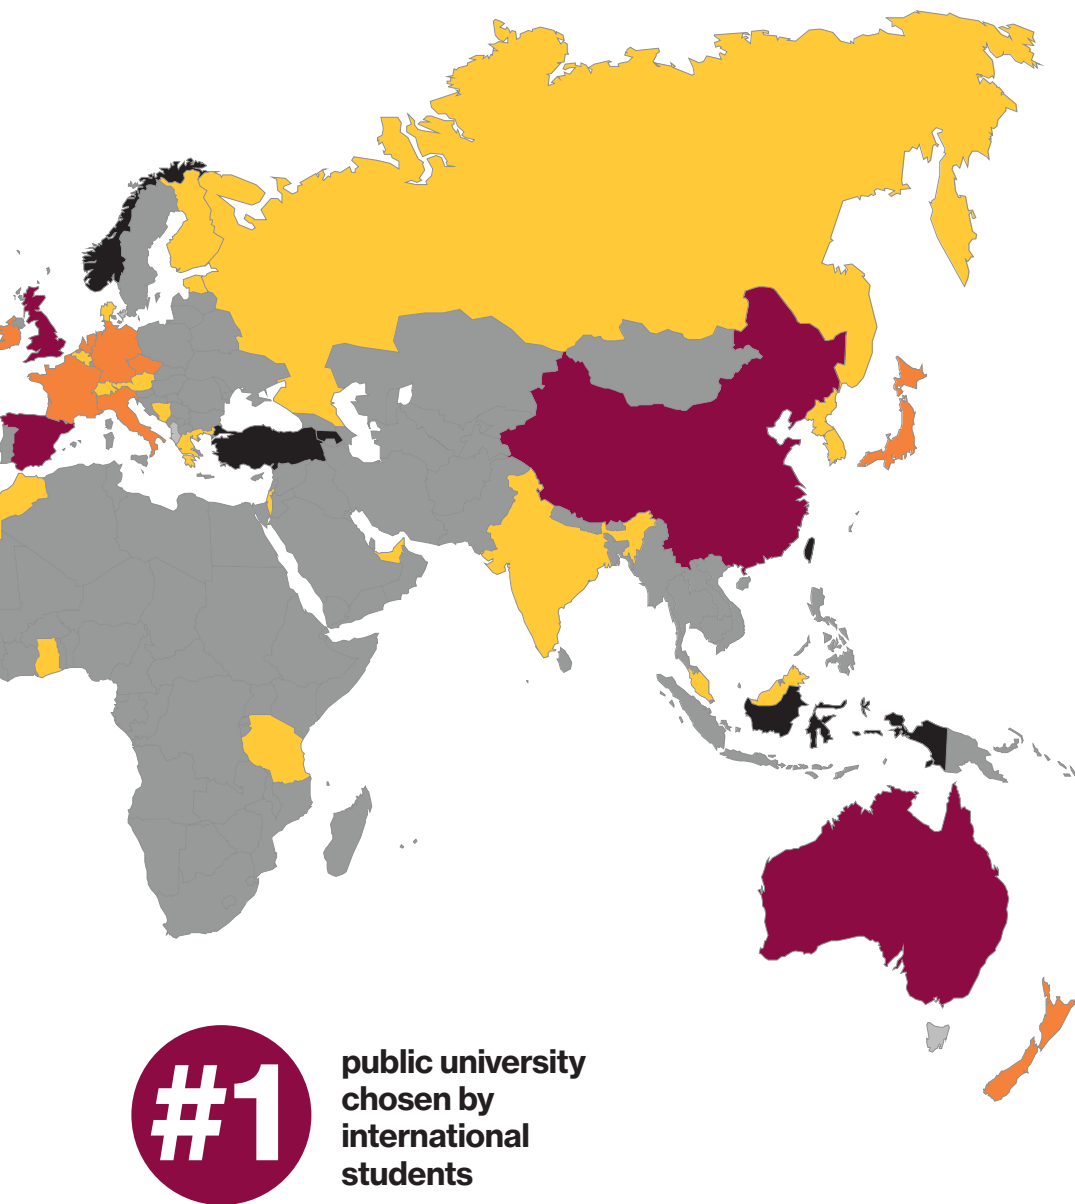 #1
public university
chosen by
international
students